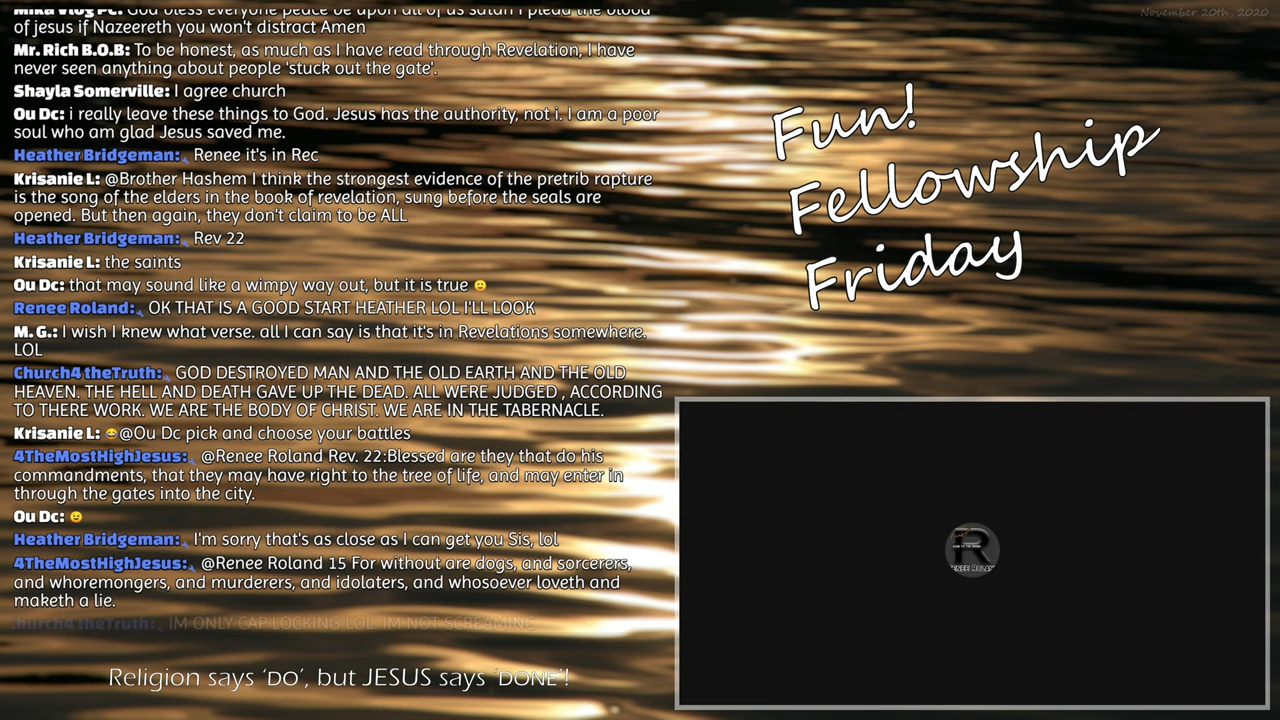 Mika Vlog PC: God bless everyone peace be upon all of us satan I plead the blood
of jesus if Nazeereth you won't distract Amen
Mr. Rich B.O.B: To be honest, as much as I have read through Revelation, I have
never seen anything about people 'stuck out the gate'.
Shayla Somerville: I agree church
Ou Dc: i really leave these things to God. Jesus has the authority, not i. I am a poor
soul who am glad Jesus saved me.
Heather Bridgeman: Renee it's in Rec
Krisanie L: @Brother Hashem I think the strongest evidence of the pretrib rapture
is the song of the elders in the book of revelation, sung before the seals are
opened. But then again, they don't claim to be ALL
Heather Bridgeman: Rev 22
Krisanie L: the saints
Ou Dc: that may sound like a wimpy way out, but it is true
Renee Roland: OK THAT IS A GOOD START HEATHER LOL I'LL LOOK
M. G.: I wish I knew what verse. all I can say is that it's in Revelations somewhere.
LOL
Church4 theTruth: GOD DESTROYED MAN AND THE OLD EARTH AND THE OLD
HEAVEN. THE HELL AND DEATH GAVE UP THE DEAD. ALL WERE JUDGED , ACCORDING
TO THERE WORK. WE ARE THE BODY OF CHRIST. WE ARE IN THE TABERNACLE.
Krisanie L: @Ou Dc pick and choose your battles
4TheMostHighJesus: @Renee Roland Rev. 22:Blessed are they that do his
commandments, that they may have right to the tree of life, and may enter in
through the gates into the city.
Ou Dc:
Heather Bridgeman: I'm sorry that's as close as I can get you Sis, lol
4TheMostHighJesus: @Renee Roland 15 For without are dogs, and sorcerers,
and whoremongers, and murderers, and idolaters, and whosoever loveth and
maketh a lie.
Church4 theTruth: IM ONLY CAP LOCKING LOL IM NOT SCREAMING
Religion says ‘DO’, but JESUS says ‘DONE’!
November 20th, 2020
Fun!
Fellowship
Friday
R
RENEE ROLAND